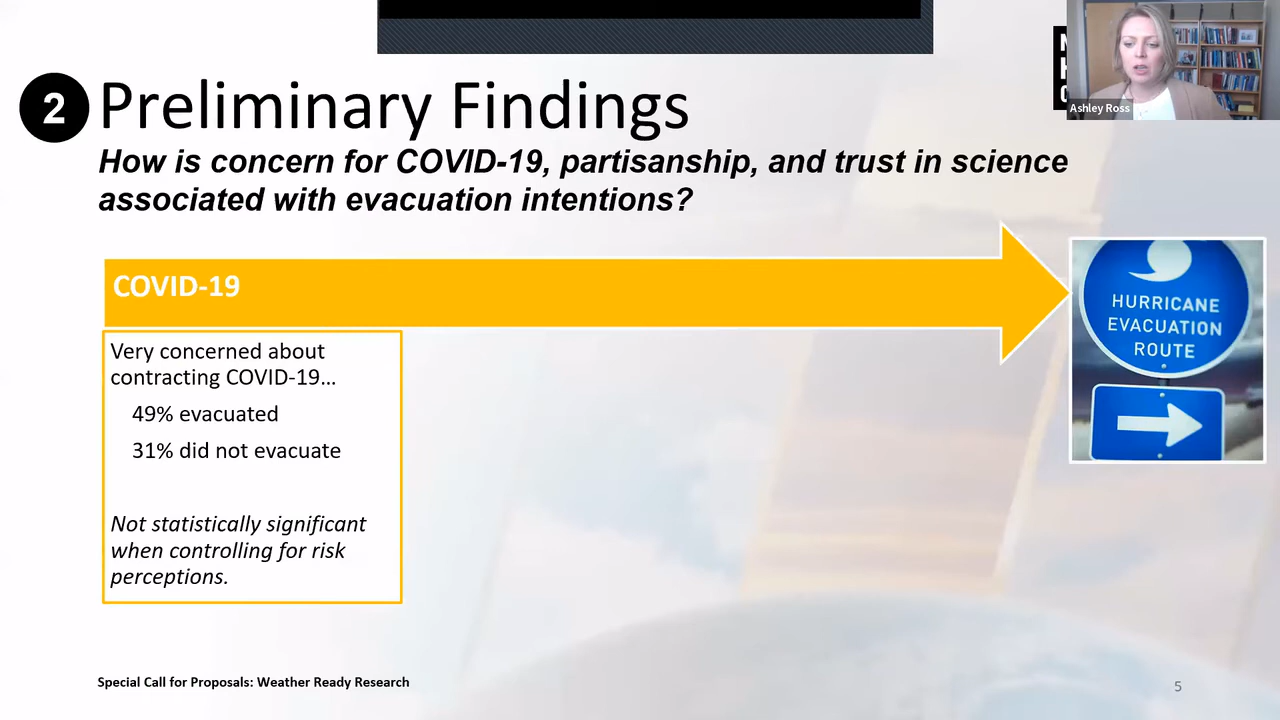 2
Preliminary Findings
How is concern for COVID-19, partisanship, and trust in science
associated with evacuation intentions?
Ashley Ross
COVID-19
HURRICANE
EVACUATION
ROUTE
Very concerned about
contracting COVID-19...
49% evacuated
31% did not evacuate
Not statistically significant
when controlling for risk
perceptions.
Special Call for Proposals: Weather Ready Research
5